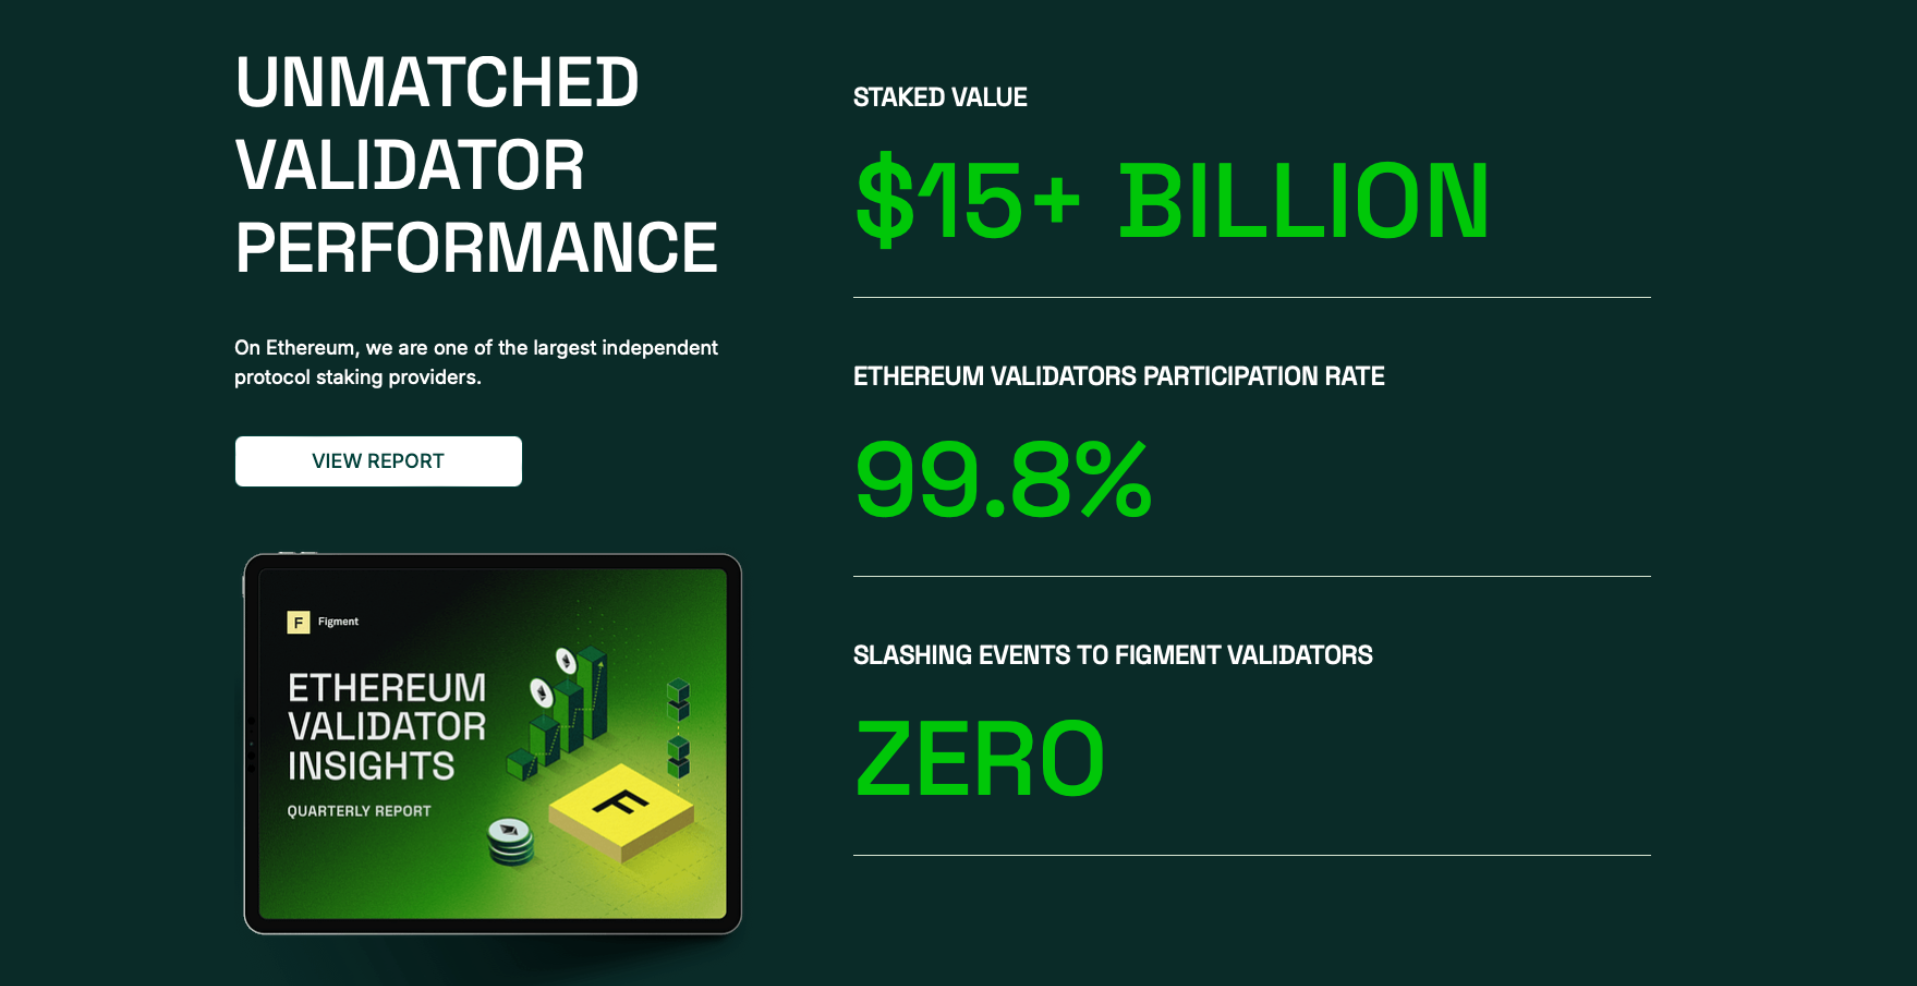 UNMATCHED
VALIDATOR
PERFORMANCE
On Ethereum, we are one of the largest independent
protocol staking providers.
VIEW REPORT
F Figment
ETHEREUM
VALIDATOR
INSIGHTS
QUARTERLY REPORT
F
STAKED VALUE
$15+ BILLION
ETHEREUM VALIDATORS PARTICIPATION RATE
99.8%
SLASHING EVENTS TO FIGMENT VALIDATORS
ZERO